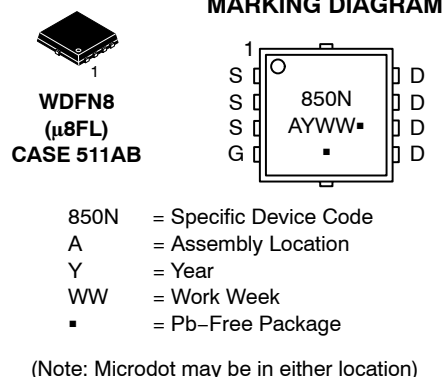 MARKING DIAGRAM
1
WDFN8
(µ8FL)
CASE 511AB
1
S D
S 850N D
S AYWW▪ D
G ▪ D
850N = Specific Device Code
A = Assembly Location
Y = Year
WW = Work Week
▪ = Pb−Free Package
(Note: Microdot may be in either location)